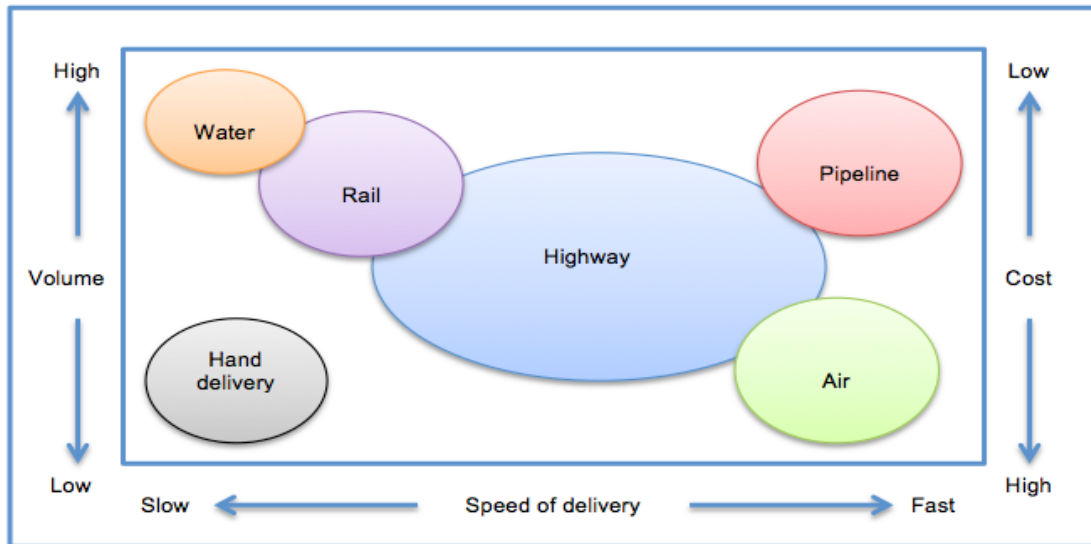 High
Low
Water
Pipeline
Rail
Highway
Volume
Cost
Hand
delivery
Air
Low
High
Slow
Speed of delivery
Fast